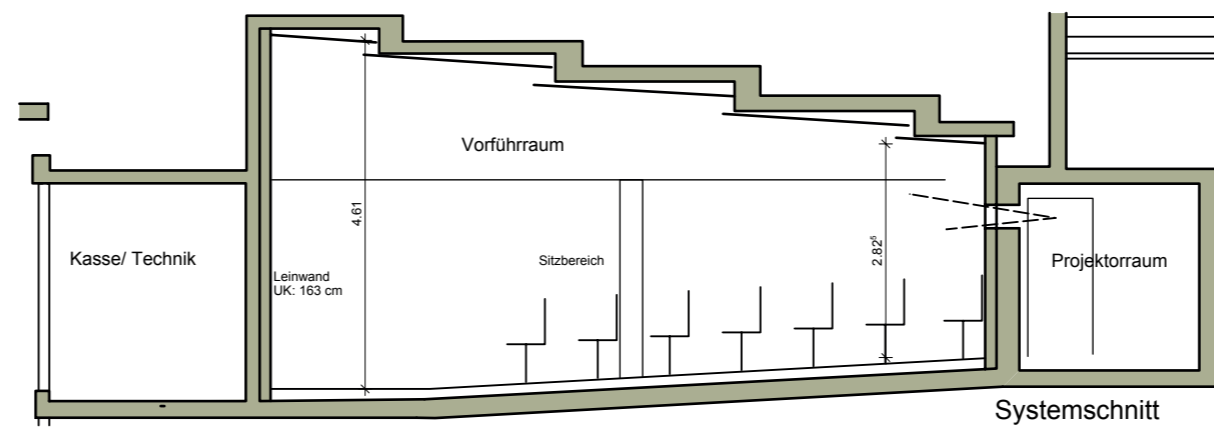 Vorführraum
4.61
2.82⁵
Kasse/ Technik
Sitzbereich
Projektorraum
Leinwand
UK: 163 cm
Systemschnitt